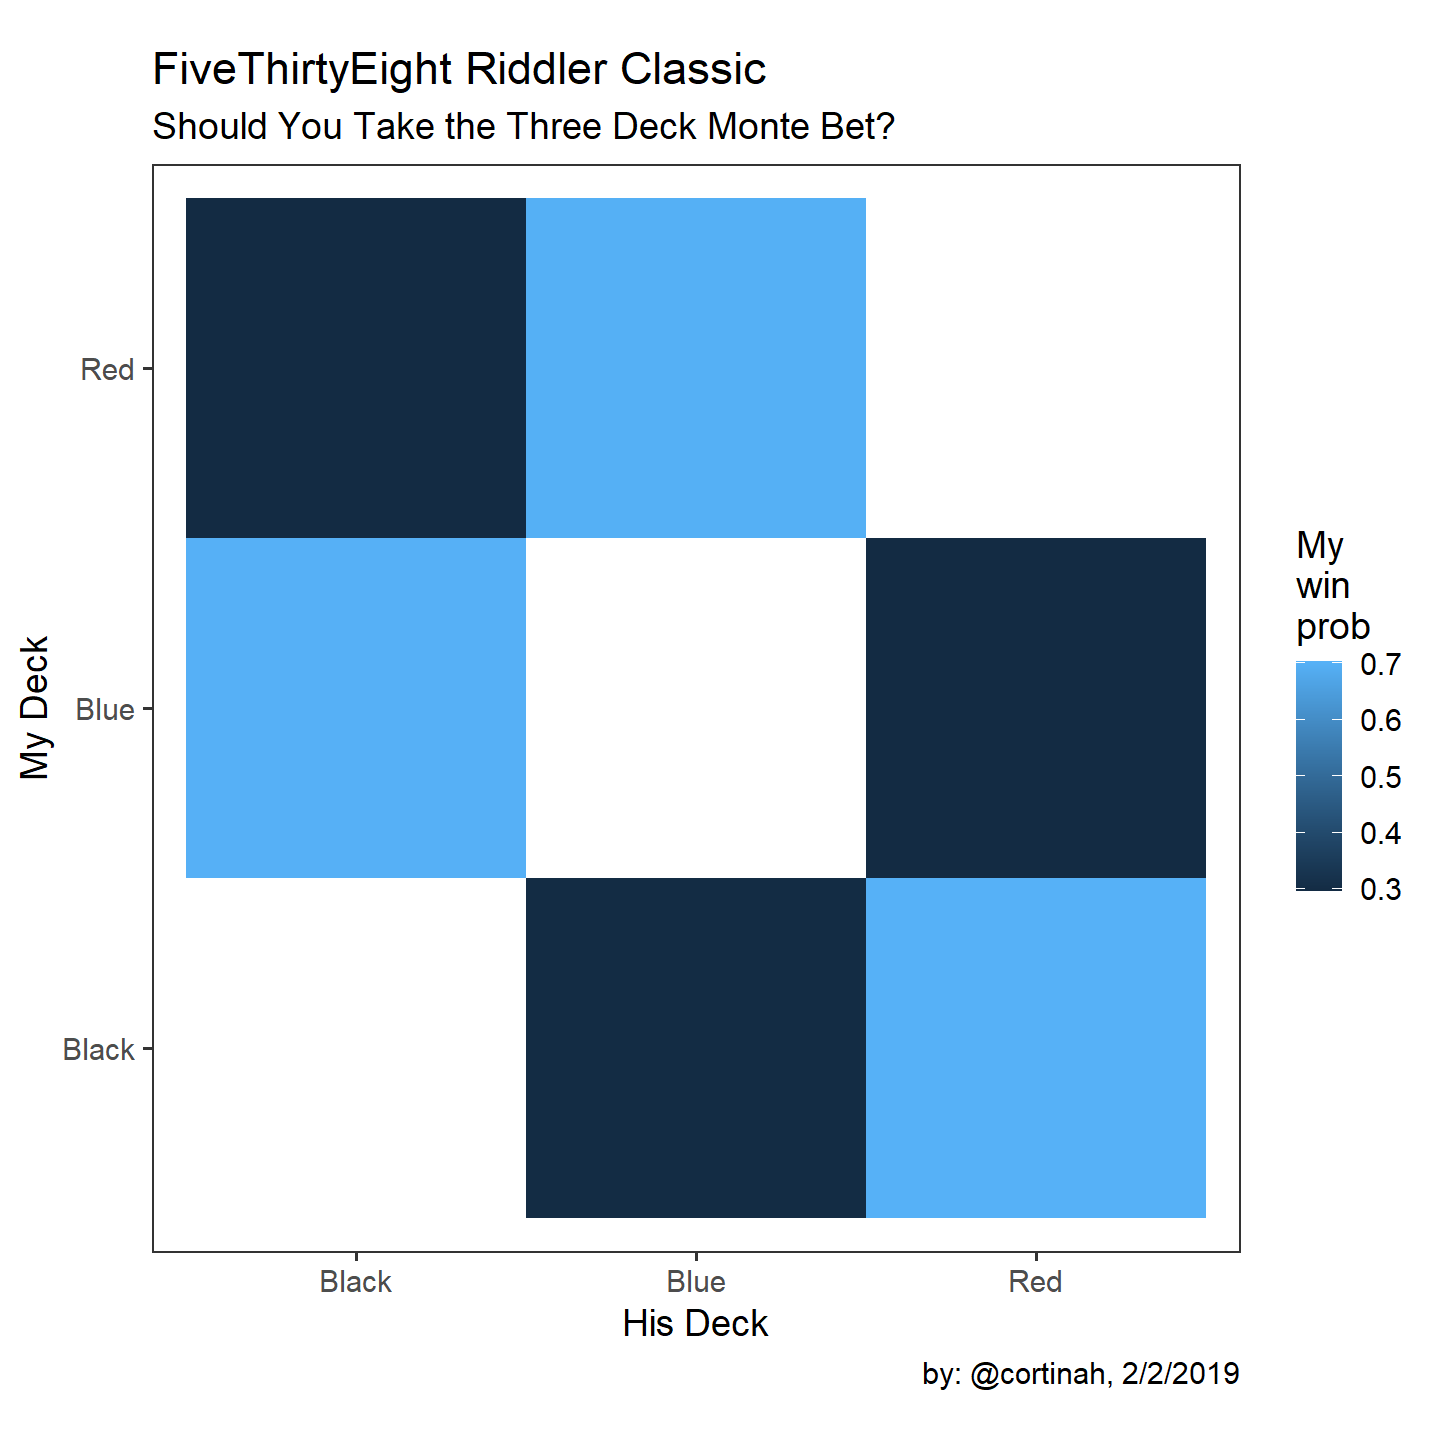 FiveThirtyEight Riddler Classic
Should You Take the Three Deck Monte Bet?
My Deck
Red
Blue
Black
Black
Blue
Red
His Deck
My
win
prob
0.7
0.6
0.5
0.4
0.3
by: @cortinah, 2/2/2019